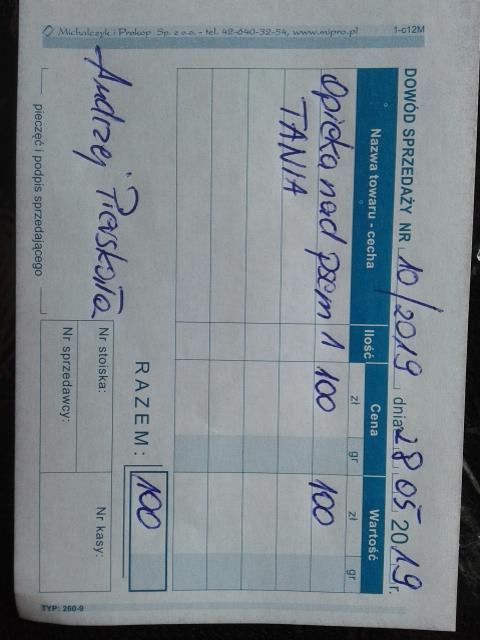 DOWÓD SPRZEDAŻY NR 10/2019 dnia 28 05 2019 r.
Nazwa towaru - cecha Ilość Cena Wartość
zł gr zł gr
Opieka nad psem 1 100 100
TANIA
RAZEM: 100
Andrzej
pieczęć i podpis sprzedającego
Nr stoiska:
Nr sprzedawcy:
Nr kasy:
Michalczyk i Prokop Sp. z o.o. - tel. 42-640-32-54, www.mipro.pl 1-c12M
TYP: 260-9